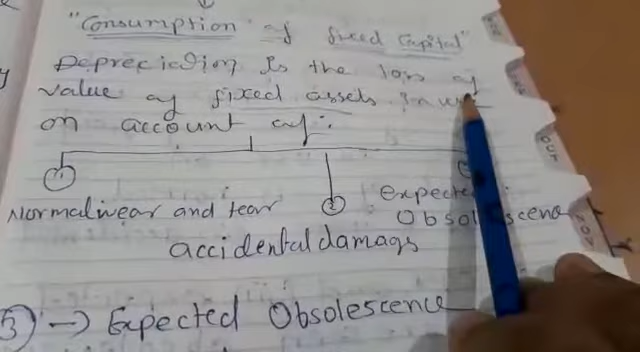 "Consumption of fixed Capital"
Depreciation Is the loss of
value of fixed assets In use
on account of:
① ② ③
Normal wear and tear
accidental damags
Expected
Obsolescence
③ → Expected Obsolescence